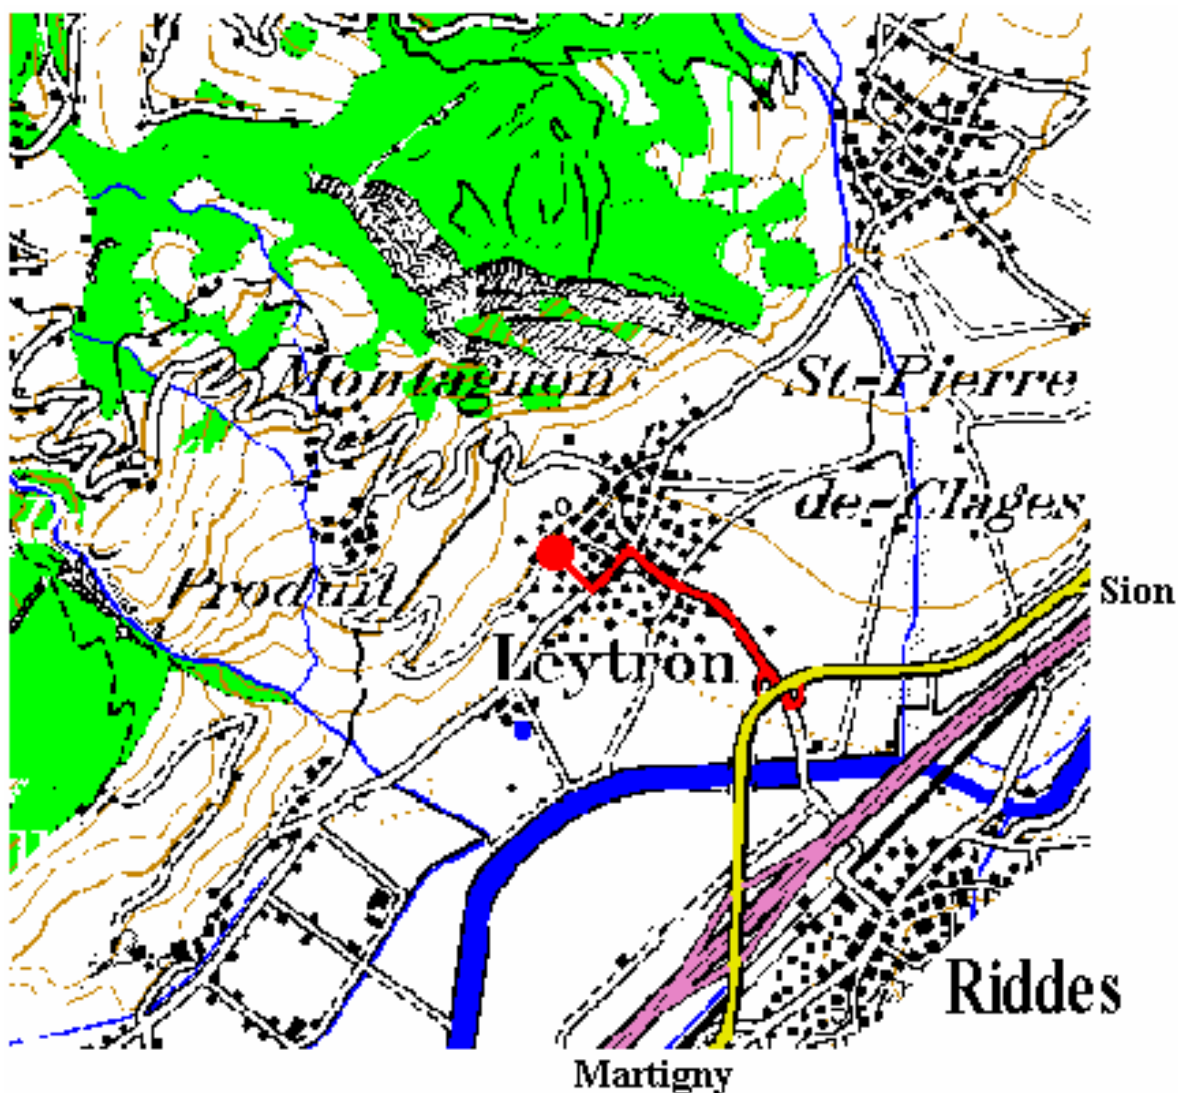 Montagnon
St-Pierre
de-Clages
Sion
Produit
Leytron
Riddes
Martigny